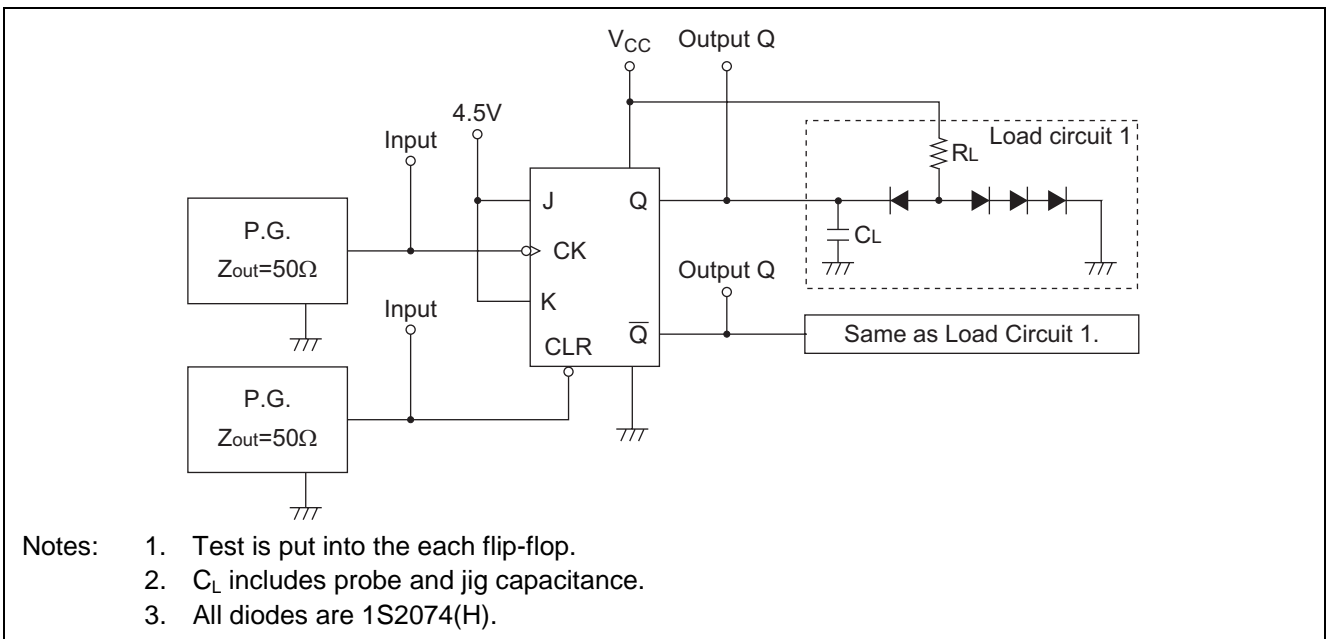 VCC Output Q
4.5V
Input
Load circuit 1
RL
J Q
P.G.
Zout=50Ω
CK
CL
Output Q
Input
K
Q̅
Same as Load Circuit 1.
CLR
P.G.
Zout=50Ω
Notes: 1. Test is put into the each flip-flop.
2. CL includes probe and jig capacitance.
3. All diodes are 1S2074(H).